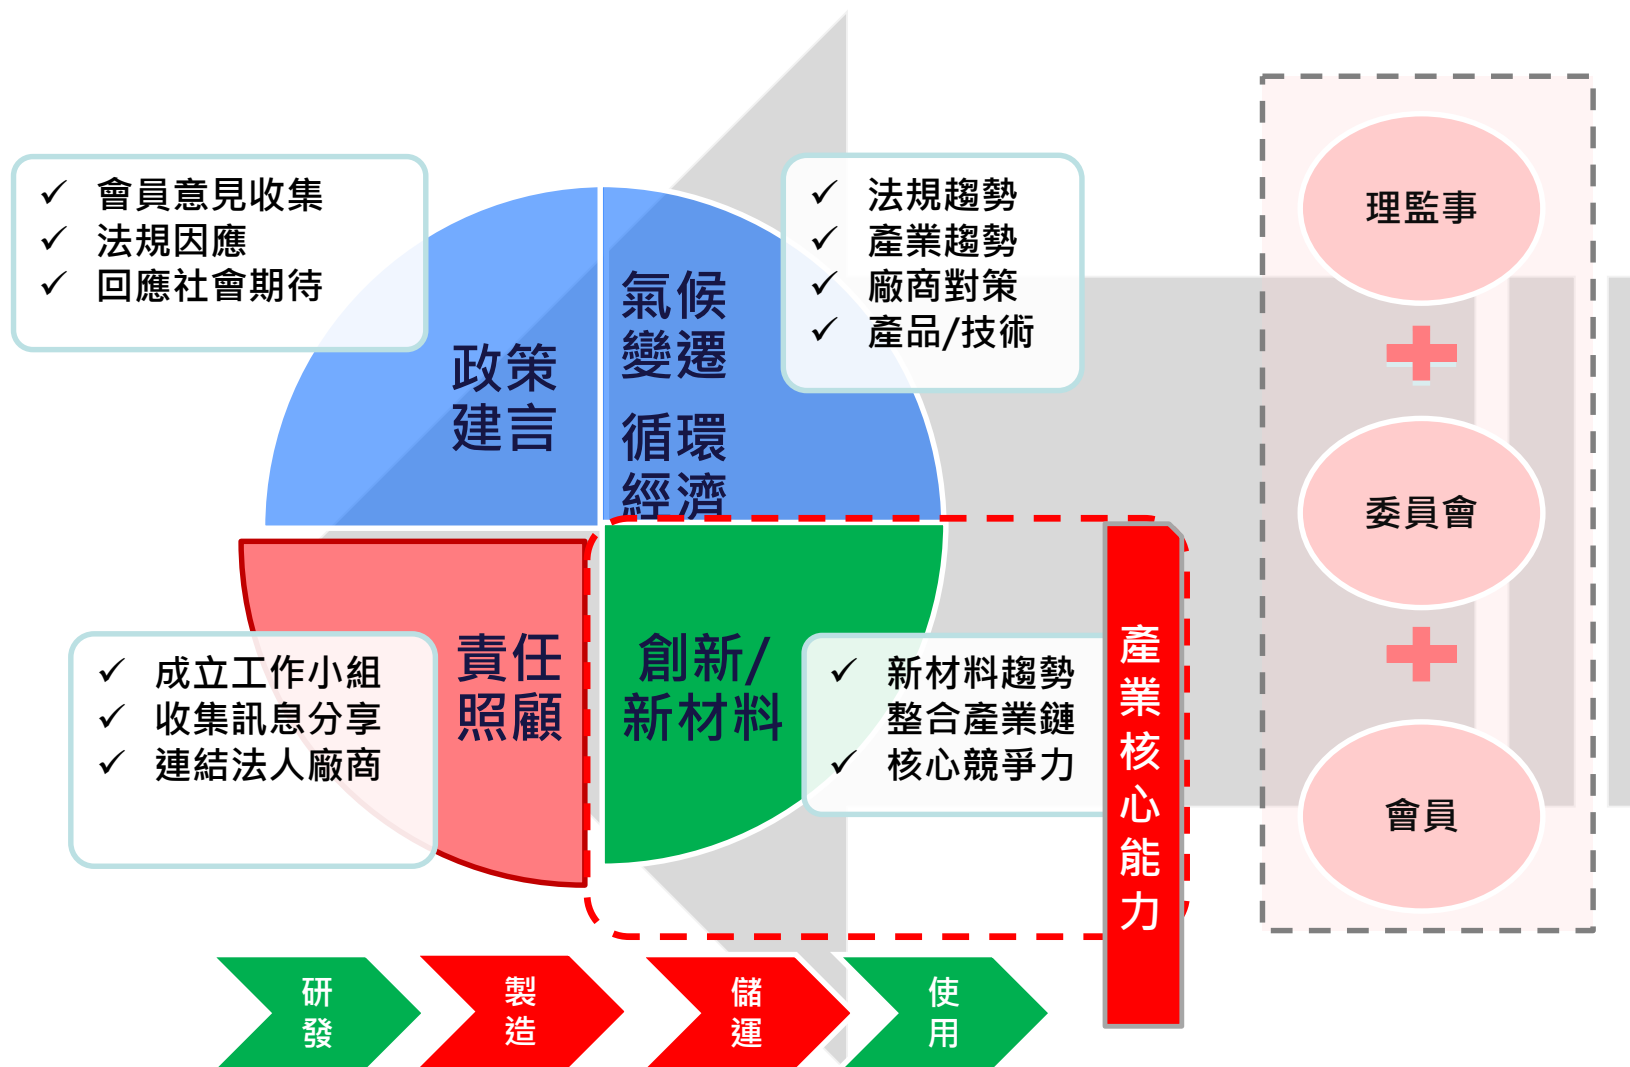 ✓ 會員意見收集
✓ 法規因應
✓ 回應社會期待
政策
建言
氣候
變遷
循環
經濟
✓ 法規趨勢
✓ 產業趨勢
✓ 廠商對策
✓ 產品/技術
✓ 成立工作小組
✓ 收集訊息分享
✓ 連結法人廠商
責任
照顧
創新/
新材料
✓ 新材料趨勢
整合產業鏈
✓ 核心競爭力
產
業
核
心
能
力
理監事
委員會
會員
研
發
製
造
儲
運
使
用